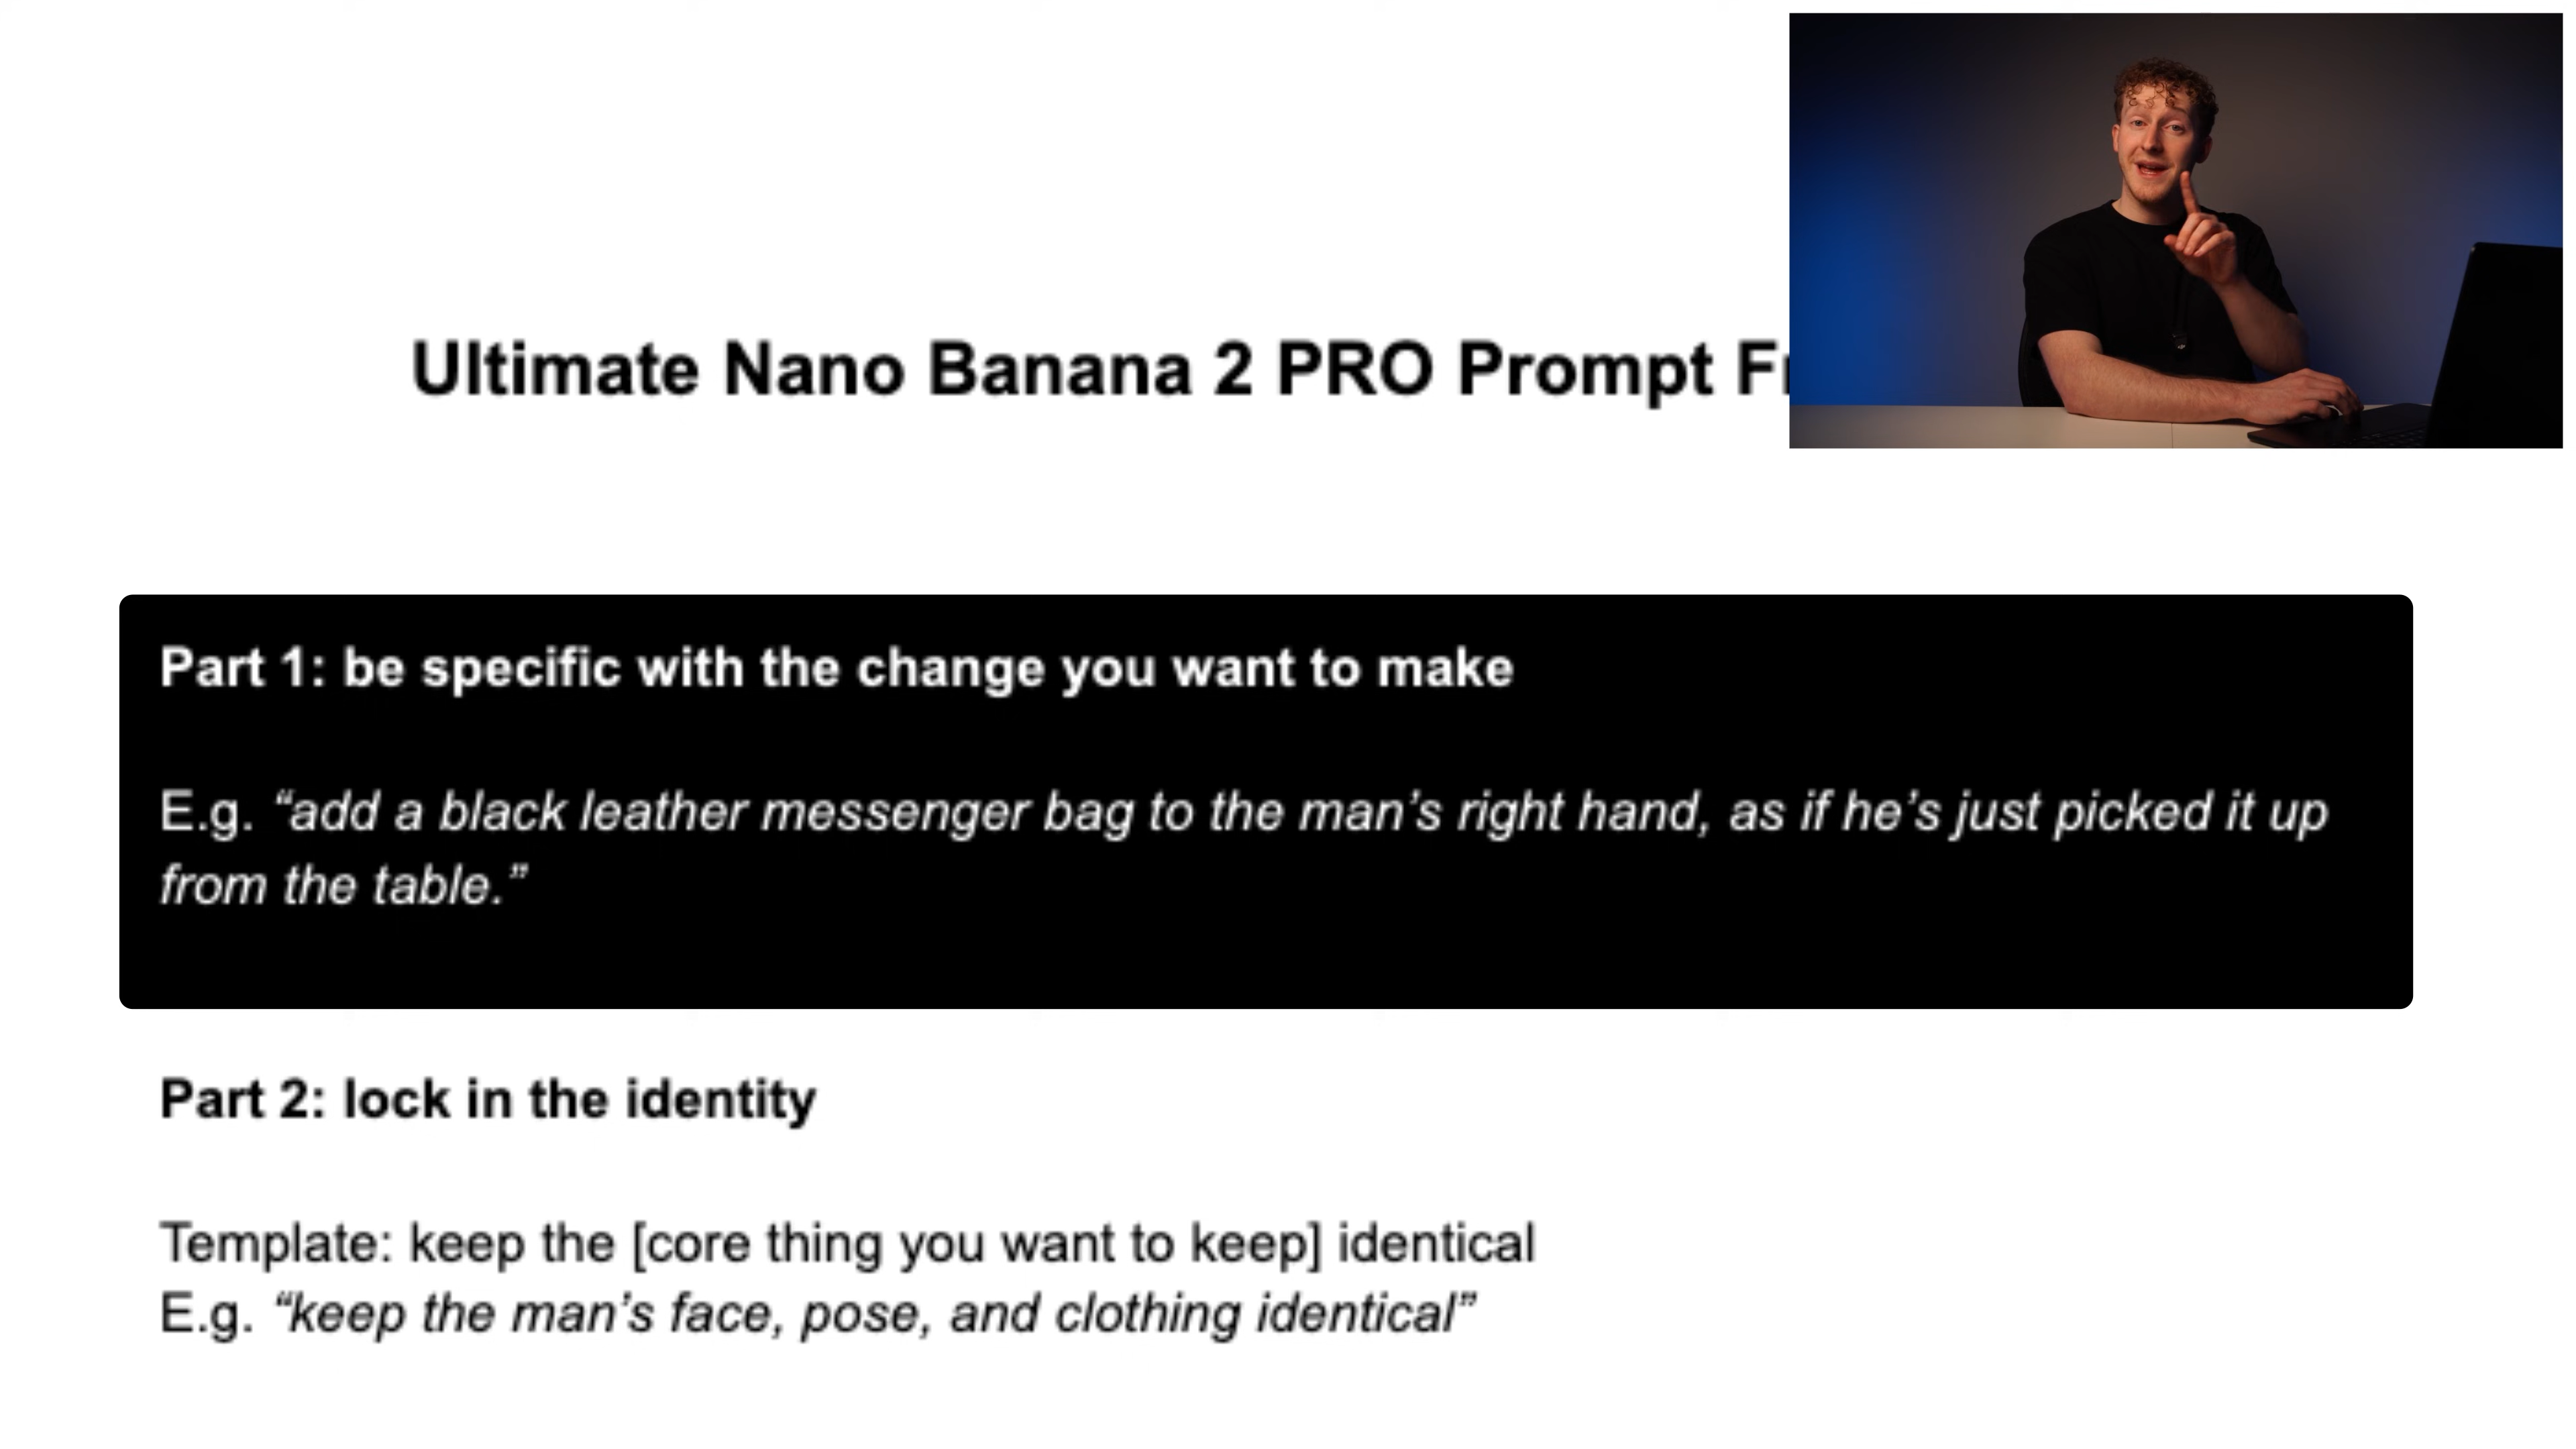 Ultimate Nano Banana 2 PRO Prompt
Part 1: be specific with the change you want to make
E.g. “add a black leather messenger bag to the man’s right hand, as if he’s just picked it up
from the table.”
Part 2: lock in the identity
Template: keep the [core thing you want to keep] identical
E.g. “keep the man’s face, pose, and clothing identical”